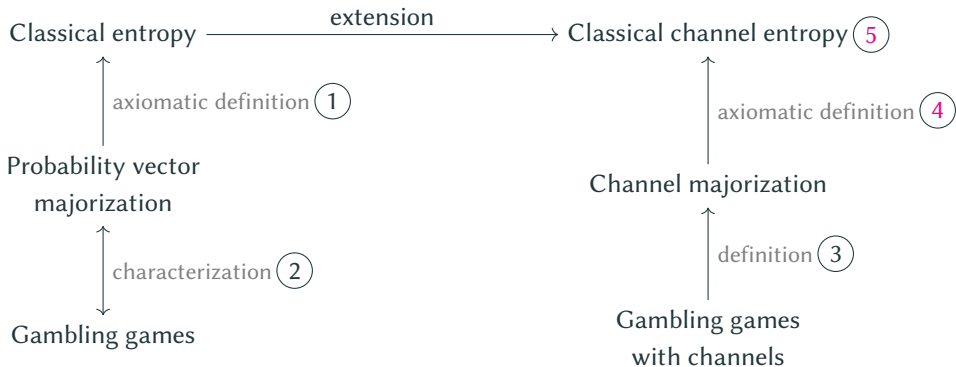 extension
Classical entropy
Classical channel entropy 5
axiomatic definition 1
axiomatic definition 4
Probability vector
majorization
Channel majorization
characterization 2
definition 3
Gambling games
Gambling games
with channels